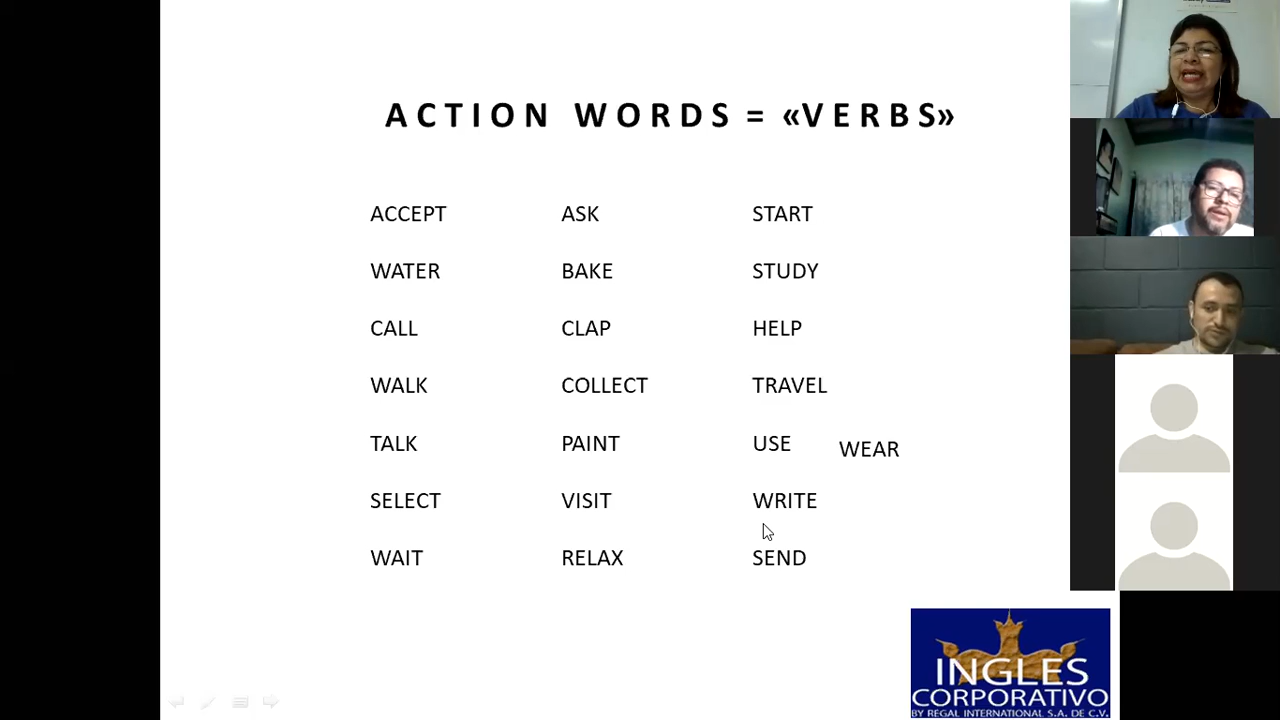 ACTION WORDS = «VERBS»
ACCEPT ASK START
WATER BAKE STUDY
CALL CLAP HELP
WALK COLLECT TRAVEL
TALK PAINT USE WEAR
SELECT VISIT WRITE
WAIT RELAX SEND
INGLES
CORPORATIVO
BY REGAL INTERNATIONAL S.A. DE C.V.